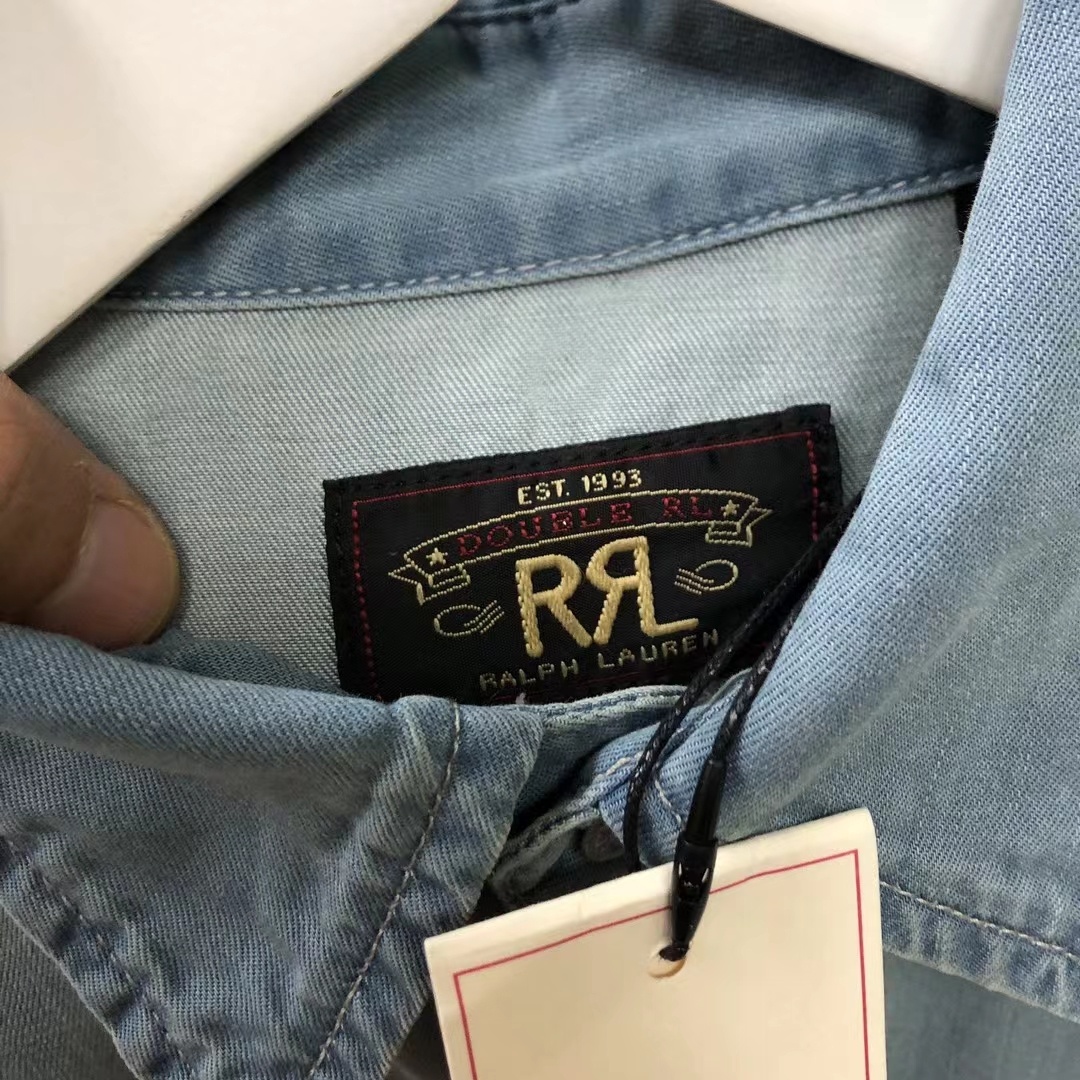 EST. 1993
DOUBLE RL
RRL
RALPH LAUREN